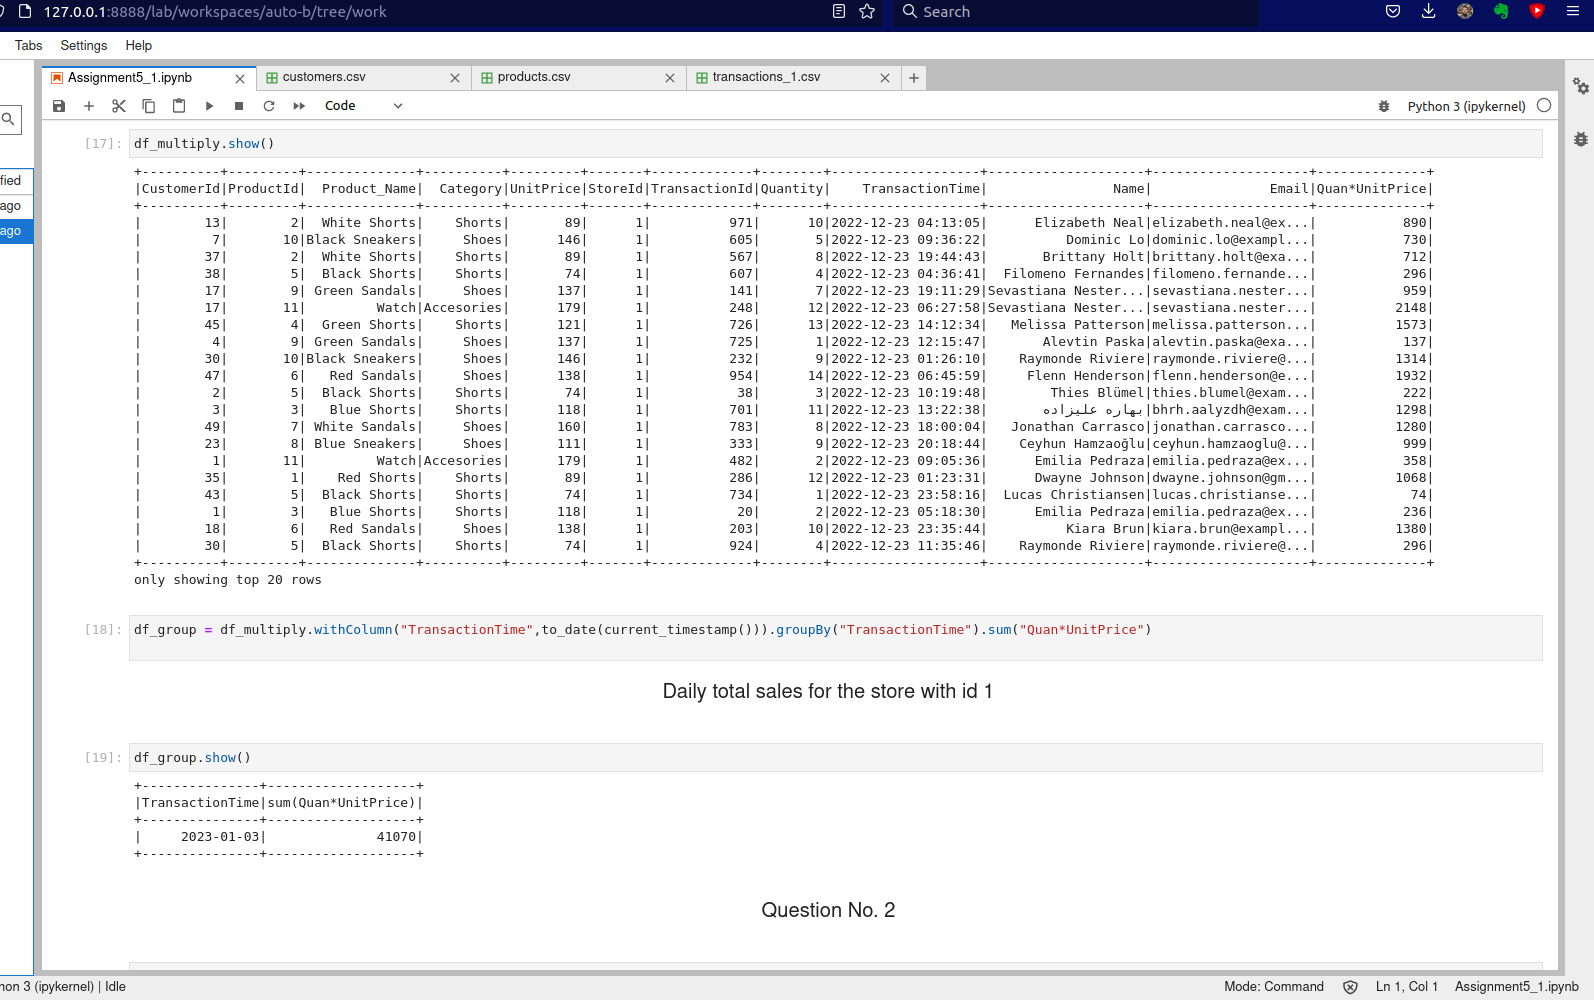 127.0.0.1:8888/lab/workspaces/auto-b/tree/work
Search
Tabs Settings Help
Assignment5_1.ipynb customers.csv products.csv transactions_1.csv
Code
Python 3 (ipykernel)
fied
ago
ago
[17]: df_multiply.show()
+----------+---------+--------------+----------+---------+-------+-------------+--------+-------------------+--------------------+--------------------+--------------+
|CustomerId|ProductId|  Product_Name|  Category|UnitPrice|StoreId|TransactionId|Quantity|    TransactionTime|                Name|               Email|Quan*UnitPrice|
+----------+---------+--------------+----------+---------+-------+-------------+--------+-------------------+--------------------+--------------------+--------------+
|        13|        2|  White Shorts|    Shorts|       89|      1|          971|      10|2022-12-23 04:13:05|      Elizabeth Neal|elizabeth.neal@ex...|           890|
|         7|       10|Black Sneakers|     Shoes|      146|      1|          605|       5|2022-12-23 09:36:22|          Dominic Lo|dominic.lo@exampl...|           730|
|        37|        2|  White Shorts|    Shorts|       89|      1|          567|       8|2022-12-23 19:44:43|       Brittany Holt|brittany.holt@exa...|           712|
|        38|        5|  Black Shorts|    Shorts|       74|      1|          607|       4|2022-12-23 04:36:41|  Filomeno Fernandes|filomeno.fernande...|           296|
|        17|        9| Green Sandals|     Shoes|      137|      1|          141|       7|2022-12-23 19:11:29|Sevastiana Nester...|sevastiana.nester...|           959|
|        17|       11|         Watch|Accesories|      179|      1|          248|      12|2022-12-23 06:27:58|Sevastiana Nester...|sevastiana.nester...|          2148|
|        45|        4|  Green Shorts|    Shorts|      121|      1|          726|      13|2022-12-23 14:12:34|   Melissa Patterson|melissa.patterson...|          1573|
|         4|        9| Green Sandals|     Shoes|      137|      1|          725|       1|2022-12-23 12:15:47|       Alevtin Paska|alevtin.paska@exa...|           137|
|        30|       10|Black Sneakers|     Shoes|      146|      1|          232|       9|2022-12-23 01:26:10|    Raymonde Riviere|raymonde.riviere@...|          1314|
|        47|        6|   Red Sandals|     Shoes|      138|      1|          954|      14|2022-12-23 06:45:59|     Flenn Henderson|flenn.henderson@e...|          1932|
|         2|        5|  Black Shorts|    Shorts|       74|      1|           38|       3|2022-12-23 10:19:48|        Thies Blümel|thies.blumel@exam...|           222|
|         3|        3|   Blue Shorts|    Shorts|      118|      1|          701|      11|2022-12-23 13:22:38|       بهاره علیزاده|bhrh.aalyzdh@exam...|          1298|
|        49|        7| White Sandals|     Shoes|      160|      1|          783|       8|2022-12-23 18:00:04|   Jonathan Carrasco|jonathan.carrasco...|          1280|
|        23|        8| Blue Sneakers|     Shoes|      111|      1|          333|       9|2022-12-23 20:18:44|    Ceyhun Hamzaoğlu|ceyhun.hamzaoglu@...|           999|
|         1|       11|         Watch|Accesories|      179|      1|          482|       2|2022-12-23 09:05:36|      Emilia Pedraza|emilia.pedraza@ex...|           358|
|        35|        1|    Red Shorts|    Shorts|       89|      1|          286|      12|2022-12-23 01:23:31|      Dwayne Johnson|dwayne.johnson@gm...|          1068|
|        43|        5|  Black Shorts|    Shorts|       74|      1|          734|       1|2022-12-23 23:58:16|  Lucas Christiansen|lucas.christianse...|            74|
|         1|        3|   Blue Shorts|    Shorts|      118|      1|           20|       2|2022-12-23 05:18:30|      Emilia Pedraza|emilia.pedraza@ex...|           236|
|        18|        6|   Red Sandals|     Shoes|      138|      1|          203|      10|2022-12-23 23:35:44|         Kiara Brun|kiara.brun@exampl...|          1380|
|        30|        5|  Black Shorts|    Shorts|       74|      1|          924|       4|2022-12-23 11:35:46|    Raymonde Riviere|raymonde.riviere@...|           296|
+----------+---------+--------------+----------+---------+-------+-------------+--------+-------------------+--------------------+--------------------+--------------+
only showing top 20 rows
[18]: df_group = df_multiply.withColumn("TransactionTime",to_date(current_timestamp())).groupBy("TransactionTime").sum("Quan*UnitPrice")
Daily total sales for the store with id 1
[19]: df_group.show()
+---------------+-------------------+
|TransactionTime|sum(Quan*UnitPrice)|
+---------------+-------------------+
|     2023-01-03|              41070|
+---------------+-------------------+
Question No. 2
hon 3 (ipykernel) | Idle
Mode: Command Ln 1, Col 1 Assignment5_1.ipynb